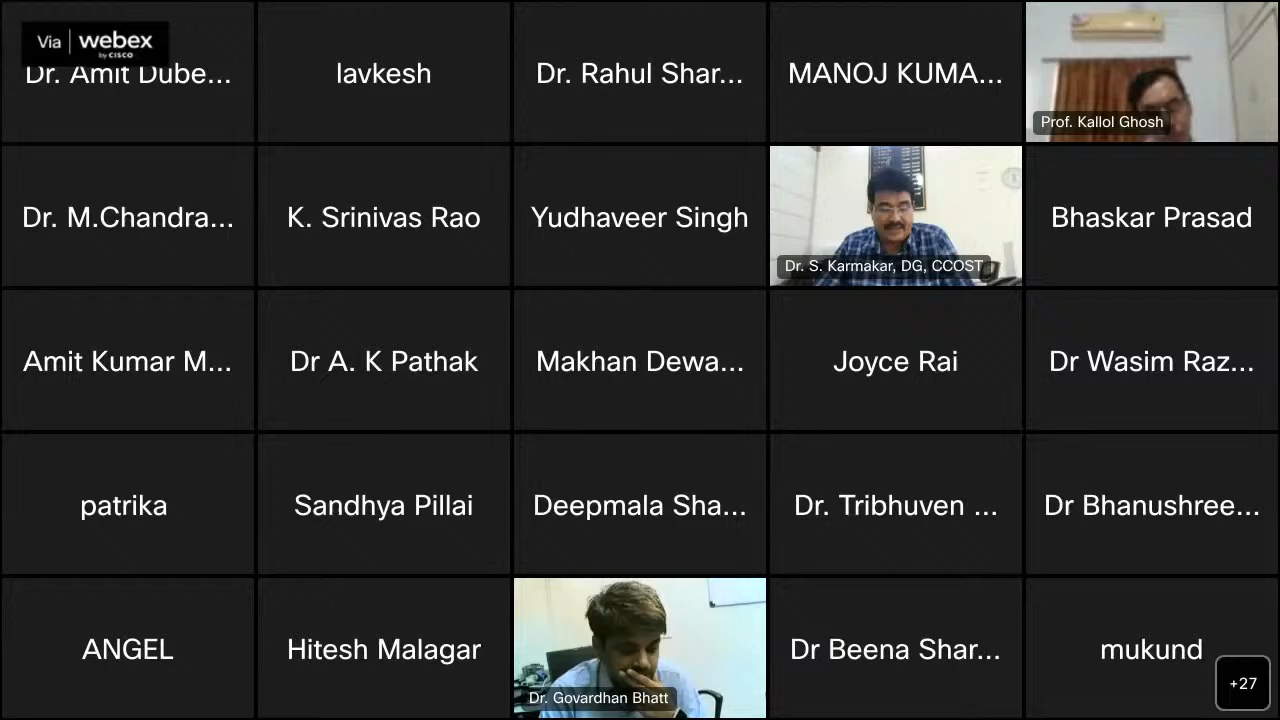 Via webex
by CISCO
Dr. Amit Dube...
lavkesh
Dr. Rahul Shar...
MANOJ KUMA...
Prof. Kallol Ghosh
Dr. M.Chandra...
K. Srinivas Rao
Yudhaveer Singh
Dr. S. Karmakar, DG, CCOST
Bhaskar Prasad
Amit Kumar M...
Dr A. K Pathak
Makhan Dewa...
Joyce Rai
Dr Wasim Raz...
patrika
Sandhya Pillai
Deepmala Sha...
Dr. Tribhuven ...
Dr Bhanushree...
ANGEL
Hitesh Malagar
Dr. Govardhan Bhatt
Dr Beena Shar...
mukund
+27